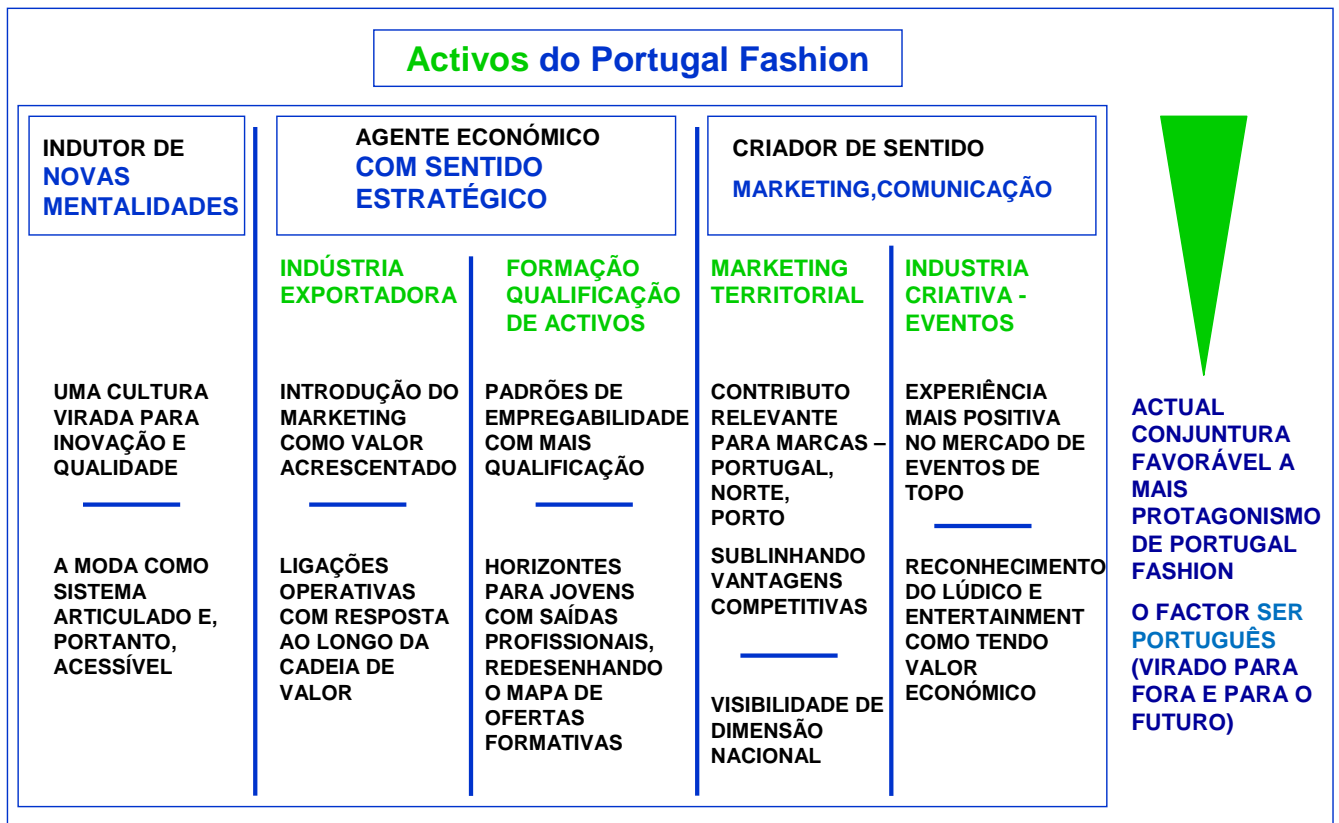 Activos do Portugal Fashion
INDUTOR DE
NOVAS
MENTALIDADES
AGENTE ECONÓMICO
COM SENTIDO
ESTRATÉGICO
CRIADOR DE SENTIDO
MARKETING,COMUNICAÇÃO
INDÚSTRIA
EXPORTADORA
FORMAÇÃO
QUALIFICAÇÃO
DE ACTIVOS
MARKETING
TERRITORIAL
INDUSTRIA
CRIATIVA -
EVENTOS
UMA CULTURA
VIRADA PARA
INOVAÇÃO E
QUALIDADE
A MODA COMO
SISTEMA
ARTICULADO E,
PORTANTO,
ACESSÍVEL
INTRODUÇÃO DO
MARKETING
COMO VALOR
ACRESCENTADO
LIGAÇÕES
OPERATIVAS
COM RESPOSTA
AO LONGO DA
CADEIA DE
VALOR
PADRÕES DE
EMPREGABILIDADE
COM MAIS
QUALIFICAÇÃO
HORIZONTES
PARA JOVENS
COM SAÍDAS
PROFISSIONAIS,
REDESENHANDO
O MAPA DE
OFERTAS
FORMATIVAS
CONTRIBUTO
RELEVANTE
PARA MARCAS –
PORTUGAL,
NORTE,
PORTO
SUBLINHANDO
VANTAGENS
COMPETITIVAS
VISIBILIDADE DE
DIMENSÃO
NACIONAL
EXPERIÊNCIA
MAIS POSITIVA
NO MERCADO DE
EVENTOS DE
TOPO
RECONHECIMENTO
DO LÚDICO E
ENTERTAINMENT
COMO TENDO
VALOR
ECONÓMICO
ACTUAL
CONJUNTURA
FAVORÁVEL A
MAIS
PROTAGONISMO
DE PORTUGAL
FASHION
O FACTOR SER
PORTUGUÊS
(VIRADO PARA
FORA E PARA O
FUTURO)